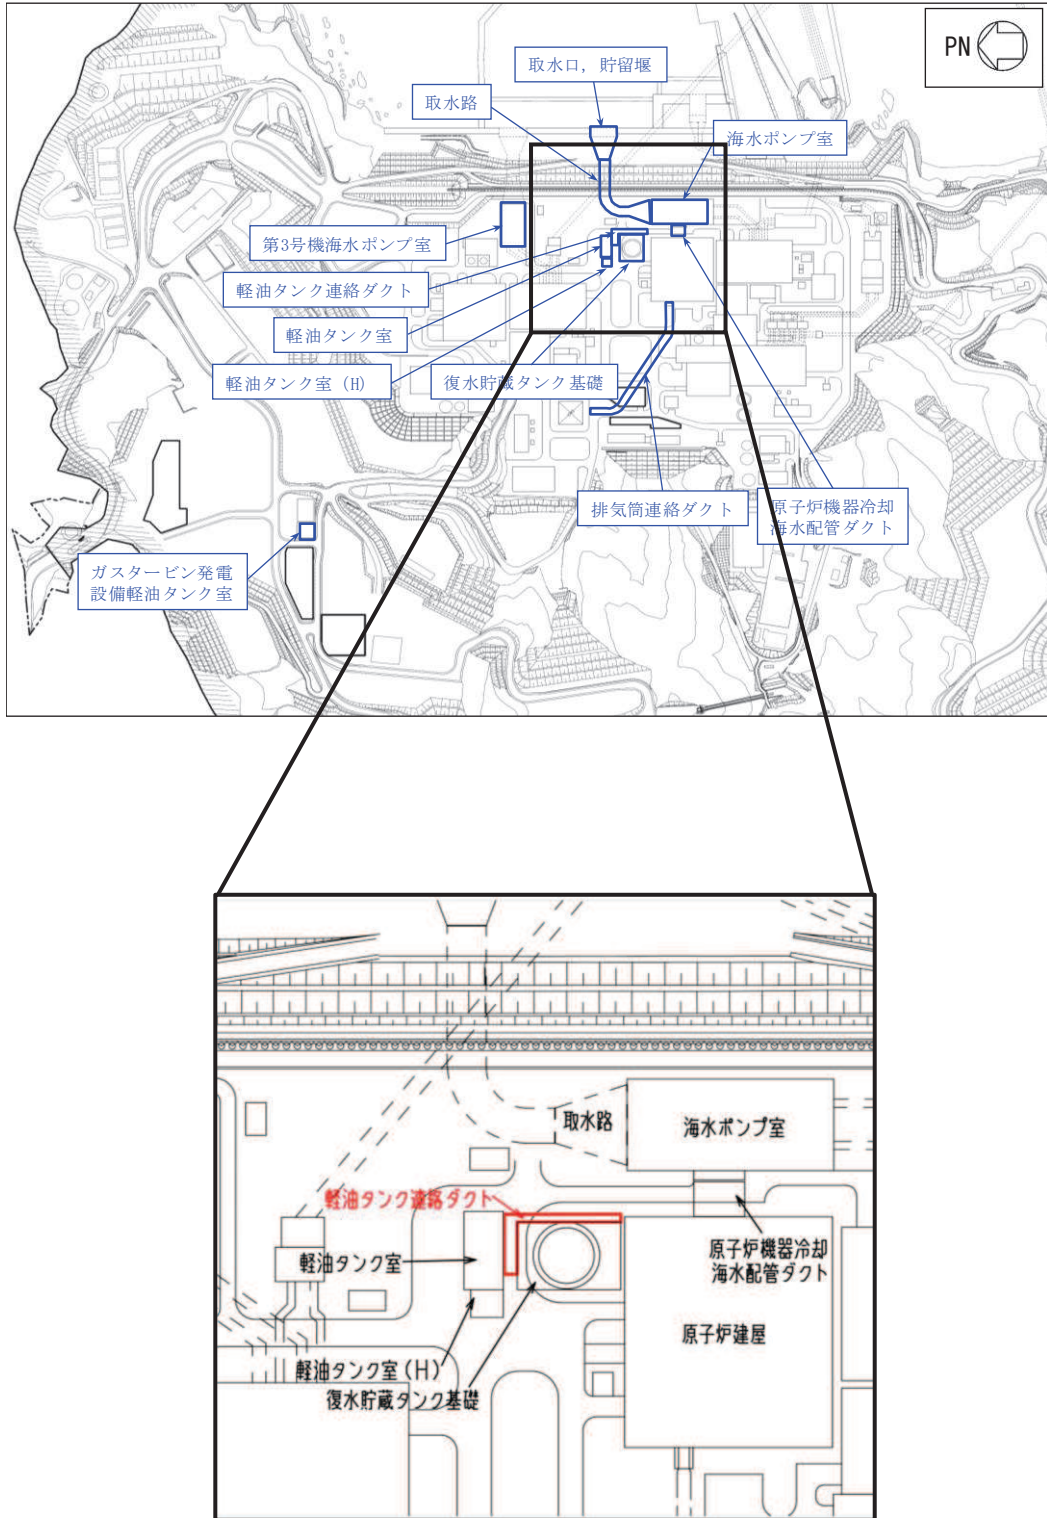 PN
取水口，貯留堰
取水路
海水ポンプ室
第3号機海水ポンプ室
軽油タンク連絡ダクト
軽油タンク室
軽油タンク室（H）
復水貯蔵タンク基礎
排気筒連絡ダクト
原子炉機器冷却
海水配管ダクト
ガスタービン発電
設備軽油タンク室
取水路
海水ポンプ室
軽油タンク連絡ダクト
軽油タンク室
原子炉機器冷却
海水配管ダクト
原子炉建屋
軽油タンク室（H）
復水貯蔵タンク基礎